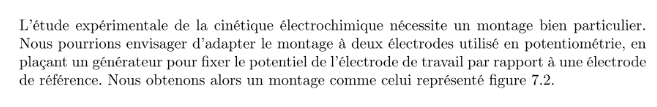 L'étude expérimentale de la cinétique électrochimique nécessite un montage bien particulier.
Nous pourrions envisager d'adapter le montage à deux électrodes utilisé en potentiométrie, en
plaçant un générateur pour fixer le potentiel de l'électrode de travail par rapport à une électrode
de référence. Nous obtenons alors un montage comme celui représenté figure 7.2.